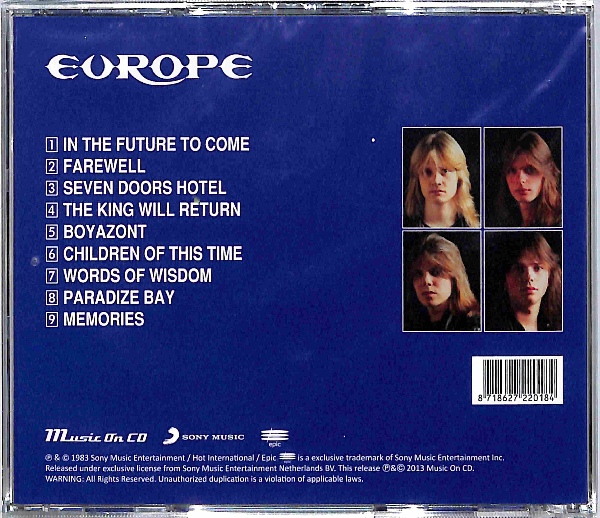 EUROPE
1 IN THE FUTURE TO COME
2 FAREWELL
3 SEVEN DOORS HOTEL
4 THE KING WILL RETURN
5 BOYAZONT
6 CHILDREN OF THIS TIME
7 WORDS OF WISDOM
8 PARADIZE BAY
9 MEMORIES
8 718627 220184
Music On CD SONY MUSIC epic
℗ & © 1983 Sony Music Entertainment / Hot International / Epic epic is a exclusive trademark of Sony Music Entertainment Inc.
Released under exclusive license from Sony Music Entertainment Netherlands BV. This release ℗&© 2013 Music On CD.
WARNING: All Rights Reserved. Unauthorized duplication is a violation of applicable laws.